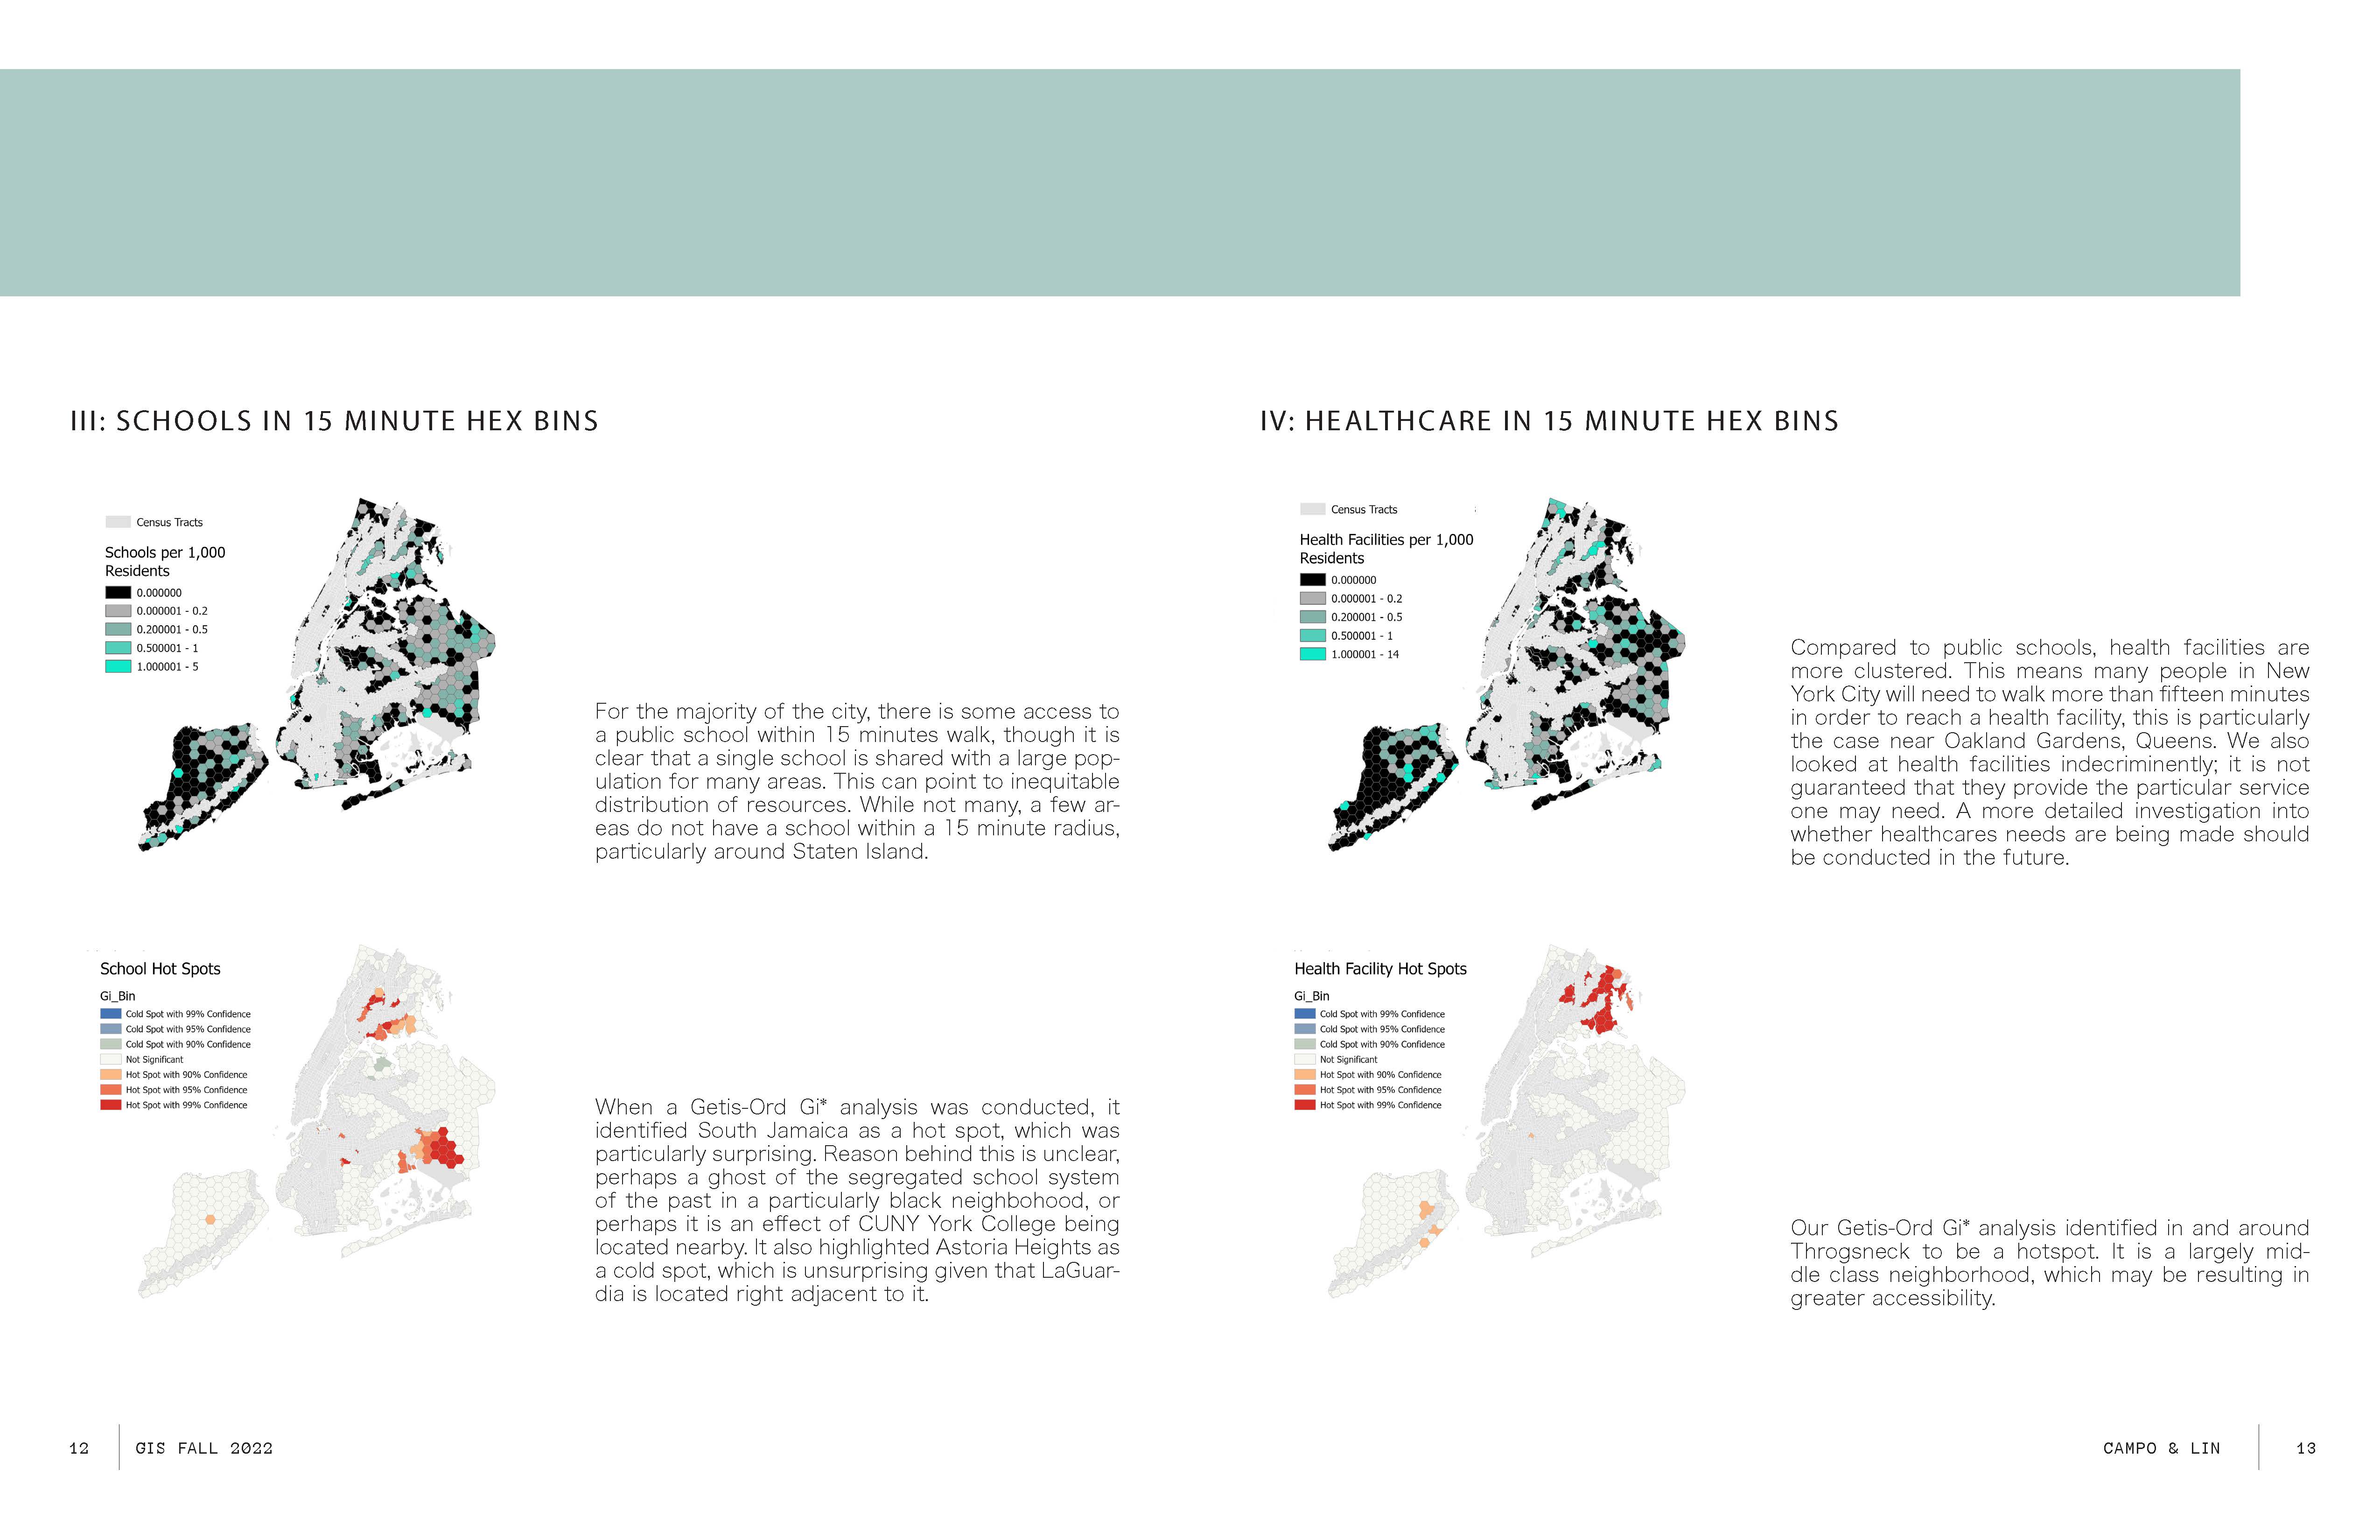 III: SCHOOLS IN 15 MINUTE HEX BINS
Census Tracts
Schools per 1,000
Residents
0.000000
0.000001 - 0.2
0.200001 - 0.5
0.500001 - 1
1.000001 - 5
For the majority of the city, there is some access to
a public school within 15 minutes walk, though it is
clear that a single school is shared with a large pop-
ulation for many areas. This can point to inequitable
distribution of resources. While not many, a few ar-
eas do not have a school within a 15 minute radius,
particularly around Staten Island.
School Hot Spots
Gi_Bin
Cold Spot with 99% Confidence
Cold Spot with 95% Confidence
Cold Spot with 90% Confidence
Not Significant
Hot Spot with 90% Confidence
Hot Spot with 95% Confidence
Hot Spot with 99% Confidence
When a Getis-Ord Gi* analysis was conducted, it
identified South Jamaica as a hot spot, which was
particularly surprising. Reason behind this is unclear,
perhaps a ghost of the segregated school system
of the past in a particularly black neighbohood, or
perhaps it is an effect of CUNY York College being
located nearby. It also highlighted Astoria Heights as
a cold spot, which is unsurprising given that LaGuar-
dia is located right adjacent to it.
12 GIS FALL 2022
IV: HEALTHCARE IN 15 MINUTE HEX BINS
Census Tracts
Health Facilities per 1,000
Residents
0.000000
0.000001 - 0.2
0.200001 - 0.5
0.500001 - 1
1.000001 - 14
Compared to public schools, health facilities are
more clustered. This means many people in New
York City will need to walk more than fifteen minutes
in order to reach a health facility, this is particularly
the case near Oakland Gardens, Queens. We also
looked at health facilities indecriminently; it is not
guaranteed that they provide the particular service
one may need. A more detailed investigation into
whether healthcares needs are being made should
be conducted in the future.
Health Facility Hot Spots
Gi_Bin
Cold Spot with 99% Confidence
Cold Spot with 95% Confidence
Cold Spot with 90% Confidence
Not Significant
Hot Spot with 90% Confidence
Hot Spot with 95% Confidence
Hot Spot with 99% Confidence
Our Getis-Ord Gi* analysis identified in and around
Throgsneck to be a hotspot. It is a largely mid-
dle class neighborhood, which may be resulting in
greater accessibility.
CAMPO & LIN 13